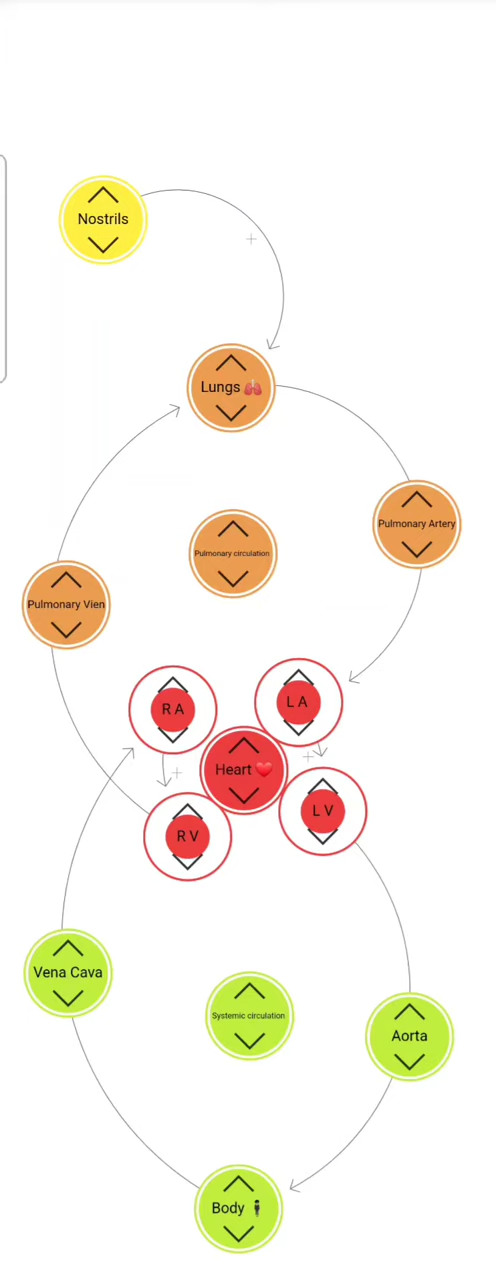 Nostrils
+
Lungs 🫁
Pulmonary Artery
Pulmonary circulation
Pulmonary Vien
R A
L A
Heart ❤️
+
+
R V
L V
Vena Cava
Systemic circulation
Aorta
Body 🕴️